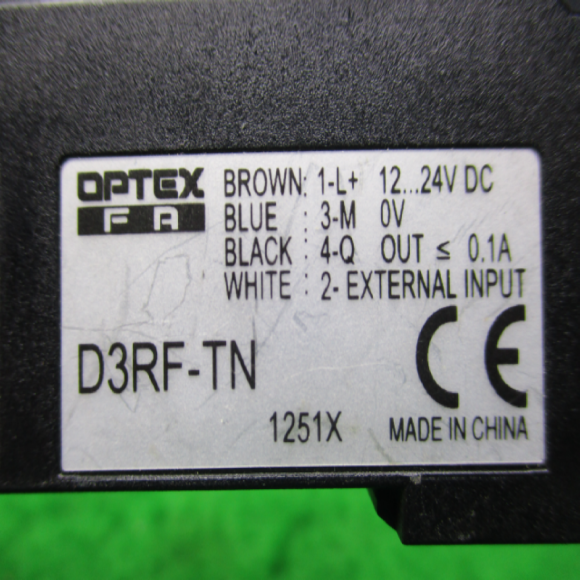 OPTEX
FA
BROWN: 1-L+ 12...24V DC
BLUE : 3-M 0V
BLACK : 4-Q OUT ≤ 0.1A
WHITE : 2- EXTERNAL INPUT
D3RF-TN
CE
1251X
MADE IN CHINA